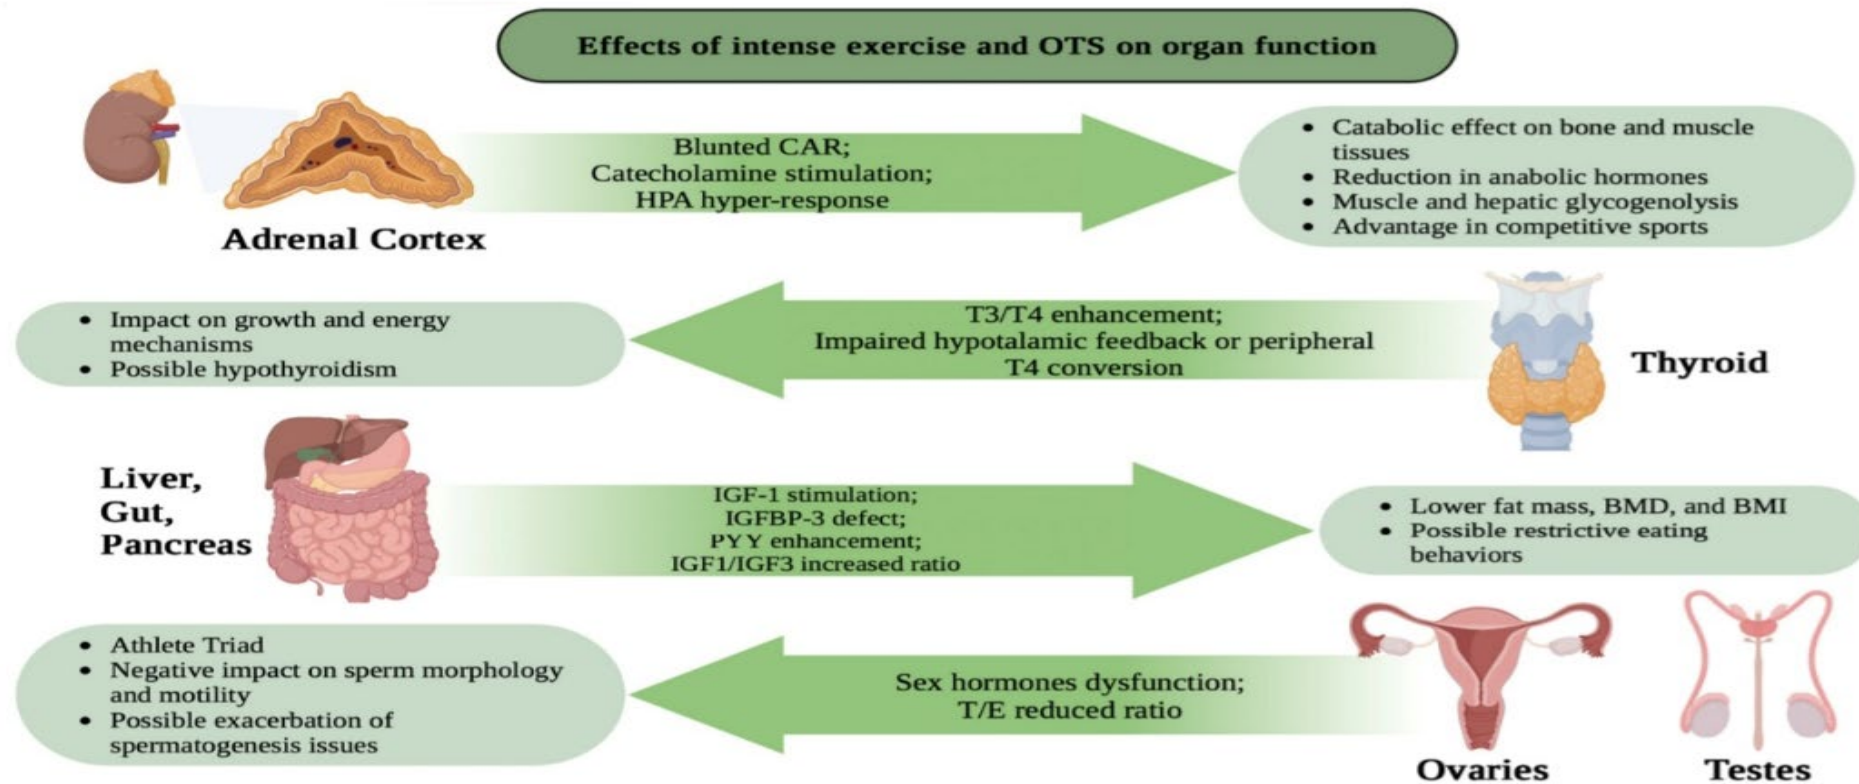 Effects of intense exercise and OTS on organ function
Adrenal Cortex
Blunted CAR;
Catecholamine stimulation;
HPA hyper-response
• Catabolic effect on bone and muscle
tissues
• Reduction in anabolic hormones
• Muscle and hepatic glycogenolysis
• Advantage in competitive sports
• Impact on growth and energy
mechanisms
• Possible hypothyroidism
T3/T4 enhancement;
Impaired hypotalamic feedback or peripheral
T4 conversion
Thyroid
Liver,
Gut,
Pancreas
IGF-1 stimulation;
IGFBP-3 defect;
PYY enhancement;
IGF1/IGF3 increased ratio
• Lower fat mass, BMD, and BMI
• Possible restrictive eating
behaviors
• Athlete Triad
• Negative impact on sperm morphology
and motility
• Possible exacerbation of
spermatogenesis issues
Sex hormones dysfunction;
T/E reduced ratio
Ovaries
Testes